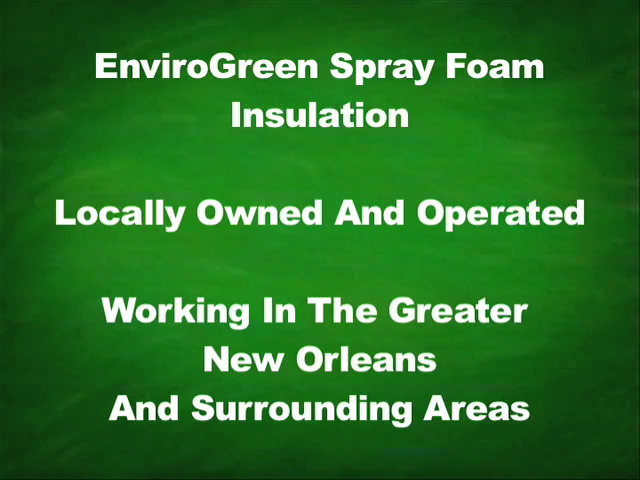 EnviroGreen Spray Foam
Insulation
Locally Owned And Operated
Working In The Greater
New Orleans
And Surrounding Areas